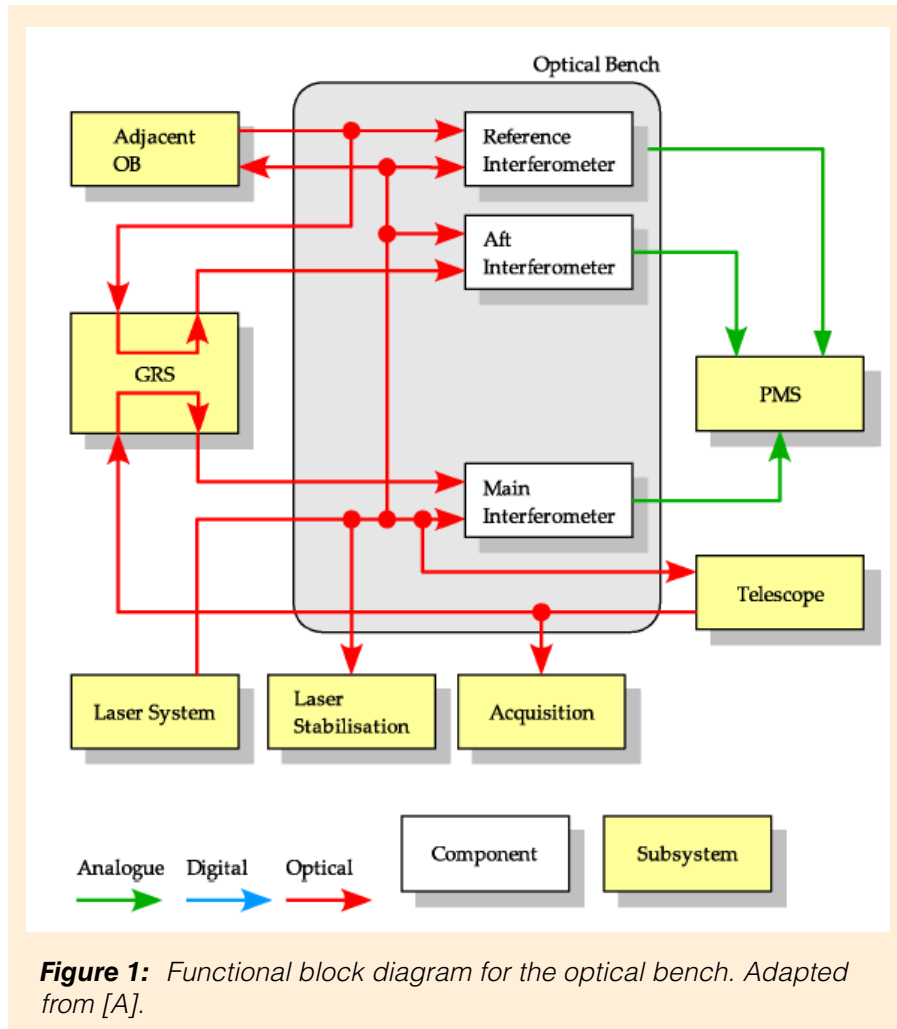 Optical Bench
Adjacent
OB
Reference
Interferometer
Aft
Interferometer
GRS
PMS
Main
Interferometer
Telescope
Laser System
Laser
Stabilisation
Acquisition
Analogue
Digital
Optical
Component
Subsystem
Figure 1: Functional block diagram for the optical bench. Adapted
from [A].